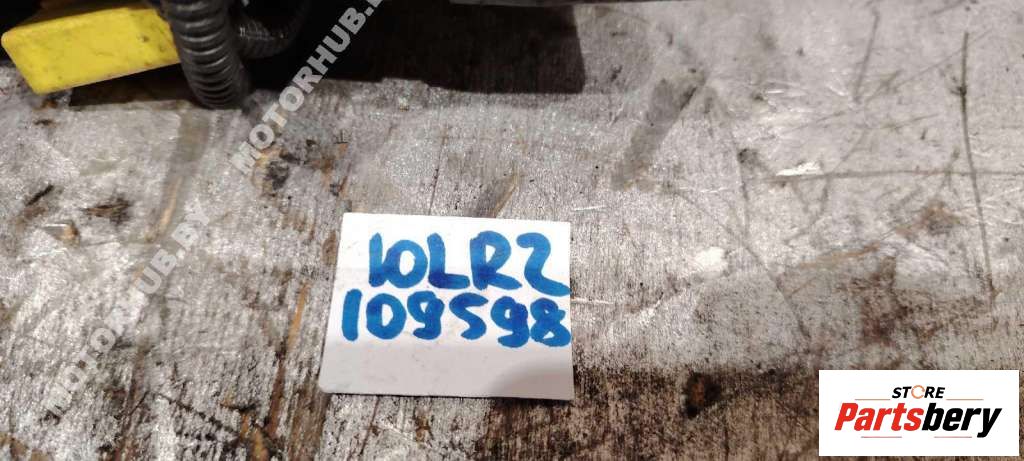 MOTORHUB.BY
MOTORHUB.BY
10LR2
109598
STORE
Partsbery